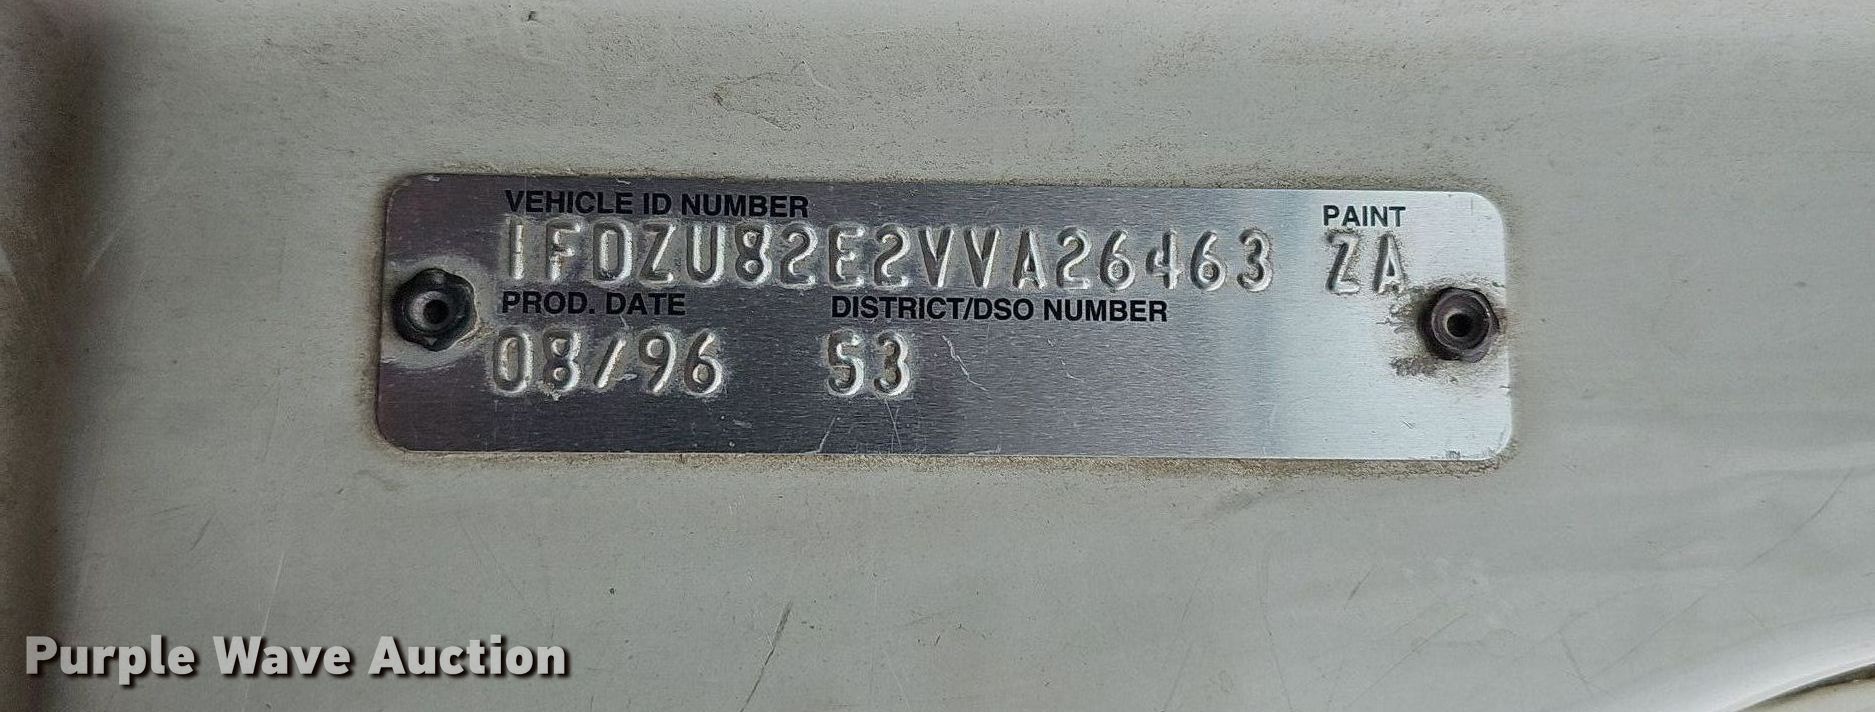 VEHICLE ID NUMBER PAINT
1FDZU82E2VVA26463 ZA
PROD. DATE DISTRICT/DSO NUMBER
08/96 53
Purple Wave Auction